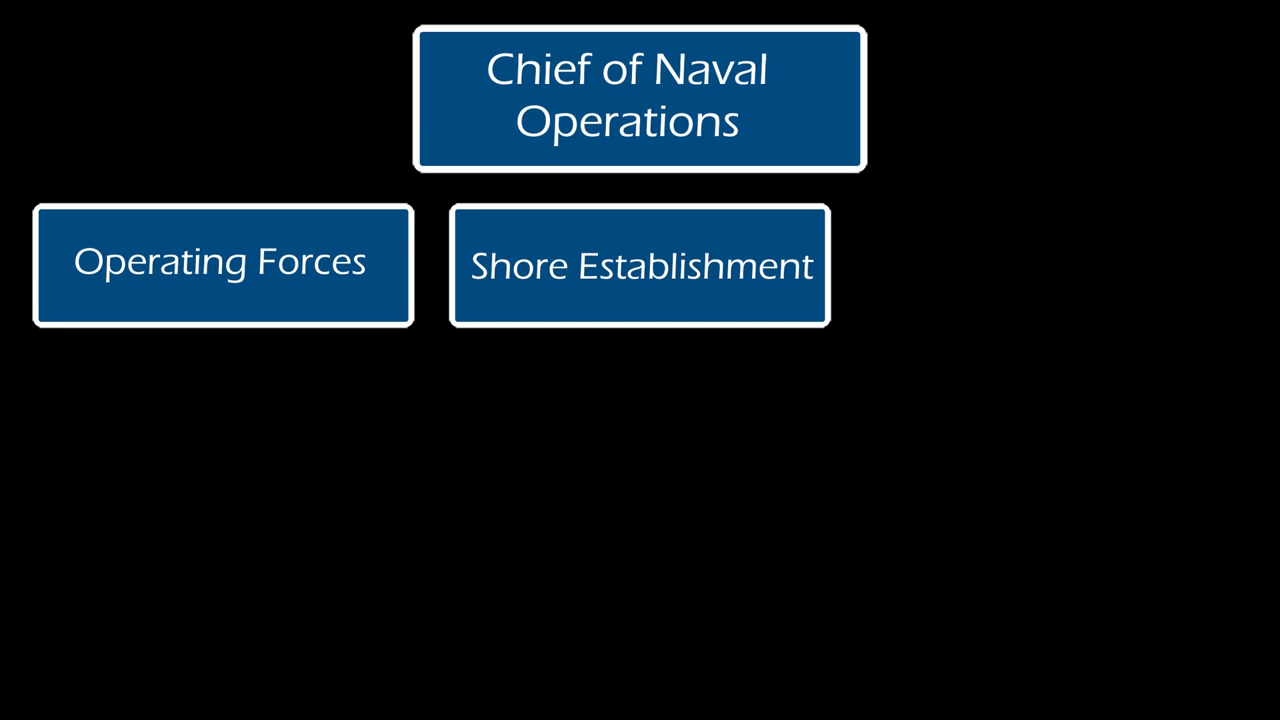 Chief of Naval
Operations
Operating Forces
Shore Establishment